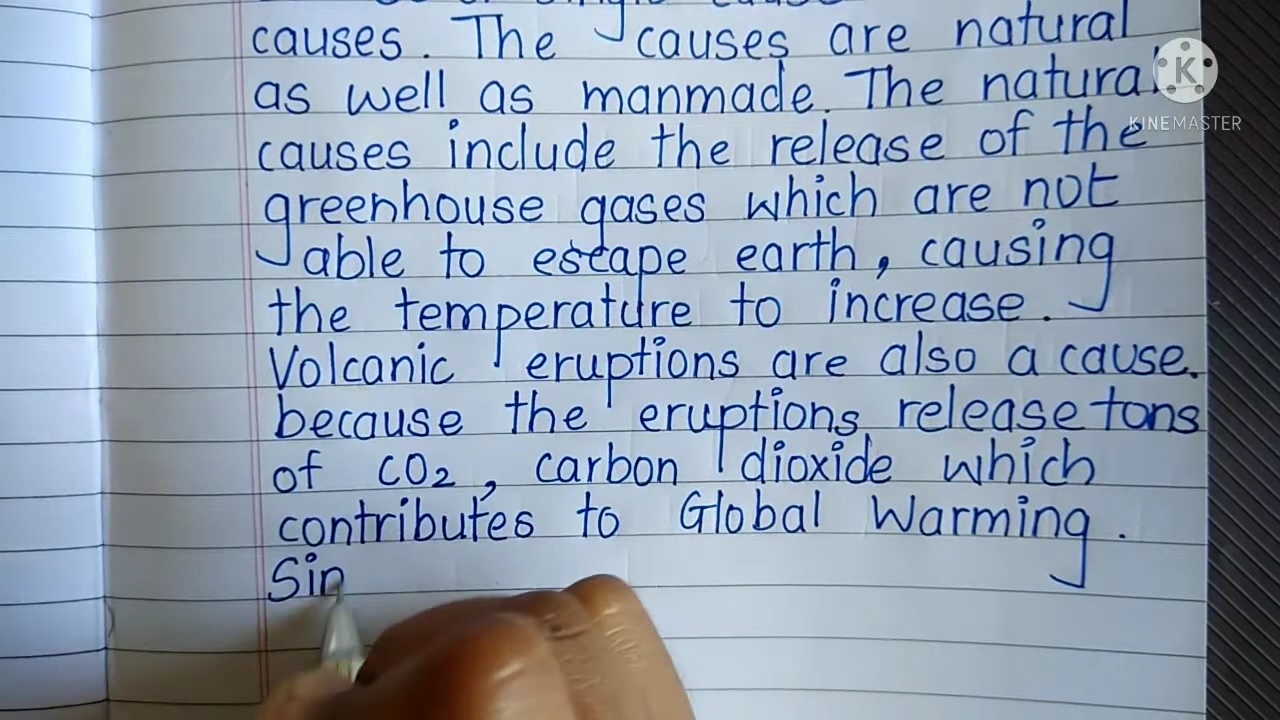 causes. The causes are natural
as well as manmade. The natural
causes include the release of the
greenhouse gases which are not
able to escape earth, causing
the temperature to increase.
Volcanic eruptions are also a cause.
because the eruptions release tons
of CO2, carbon dioxide which
contributes to Global Warming.
Sin
K
KINEMASTER